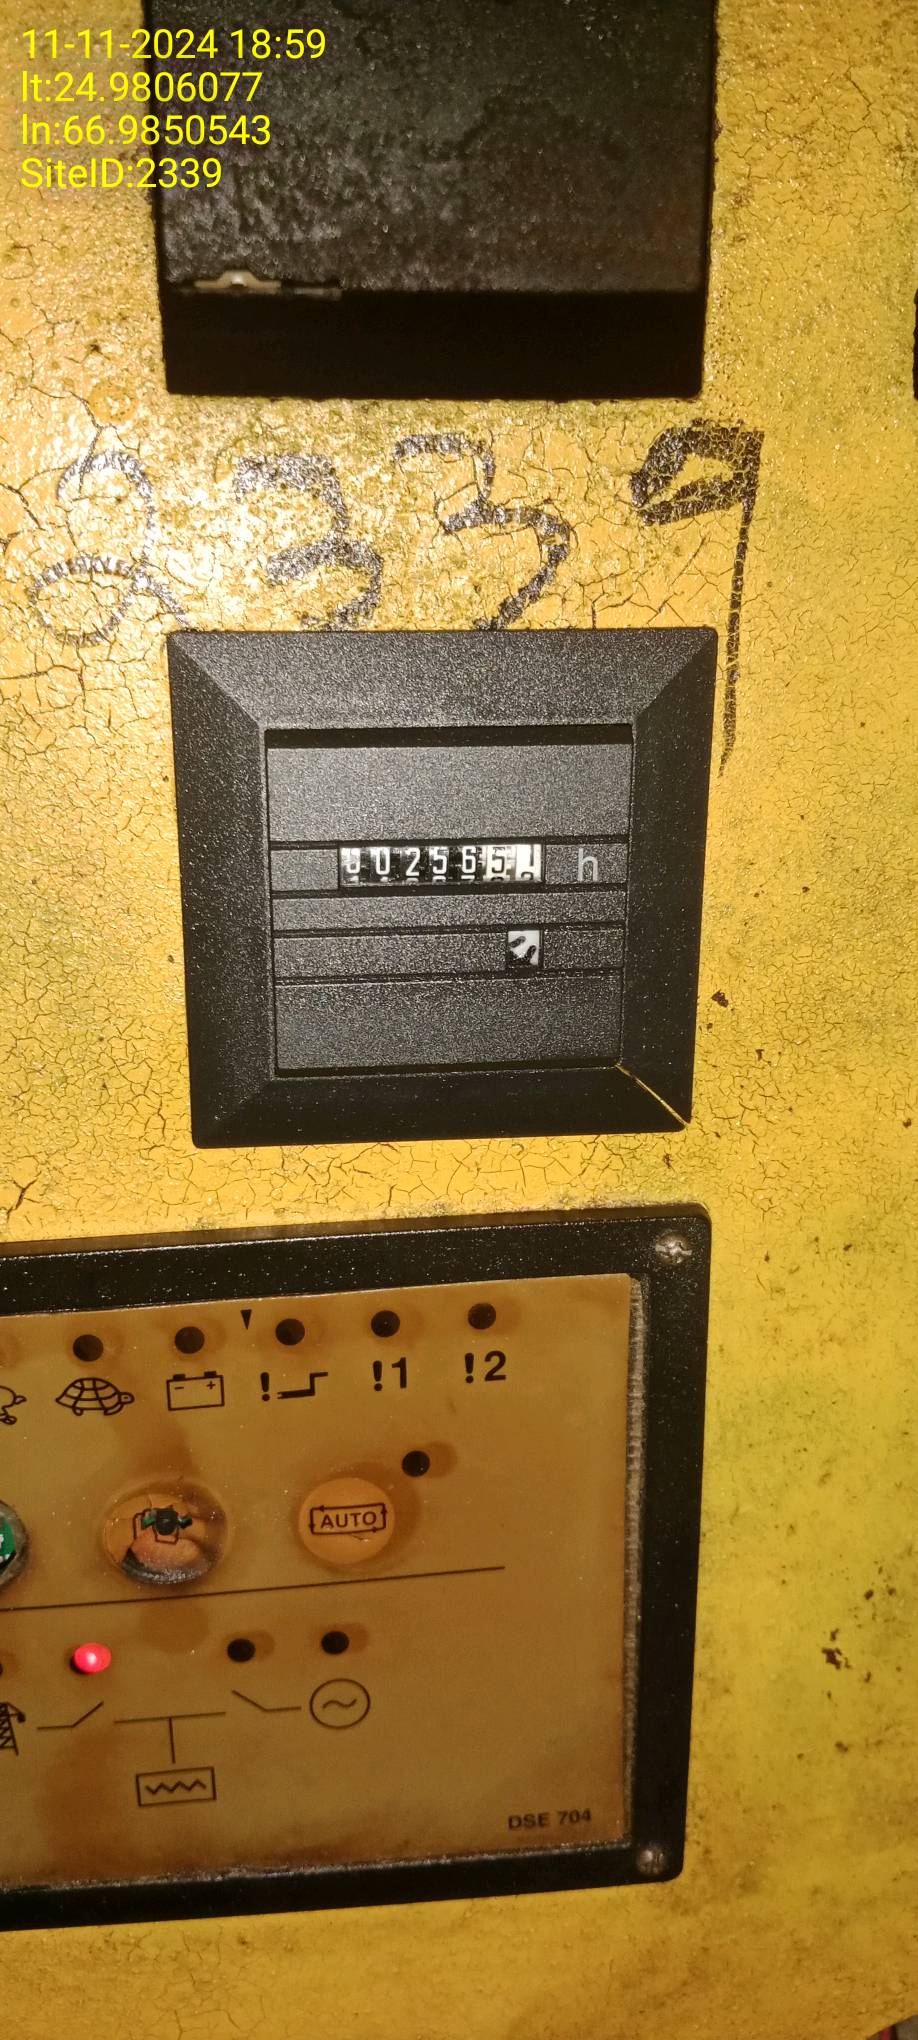 11-11-2024 18:59
lt:24.9806077
ln:66.9850543
SiteID:2339
2339
002565
h
!
!1
!2
AUTO
DSE 704